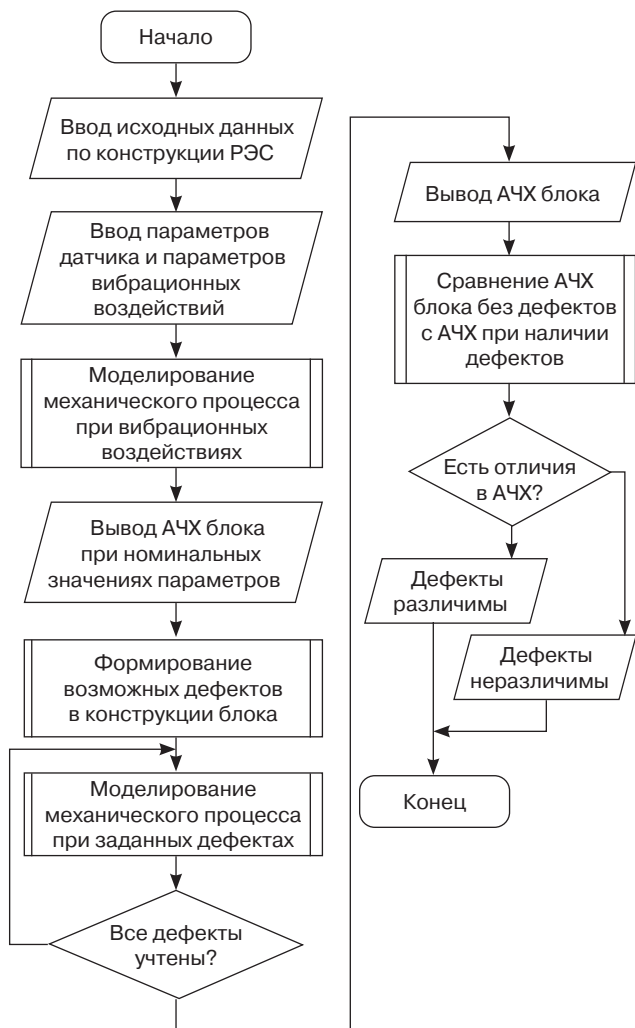 Начало
Ввод исходных данных
по конструкции РЭС
Ввод параметров
датчика и параметров
вибрационных
воздействий
Моделирование
механического процесса
при вибрационных
воздействиях
Вывод АЧХ блока
при номинальных
значениях параметров
Формирование
возможных дефектов
в конструкции блока
Моделирование
механического процесса
при заданных дефектах
Все дефекты
учтены?
Вывод АЧХ блока
Сравнение АЧХ
блока без дефектов
с АЧХ при наличии
дефектов
Есть отличия
в АЧХ?
Дефекты
различимы
Дефекты
неразличимы
Конец